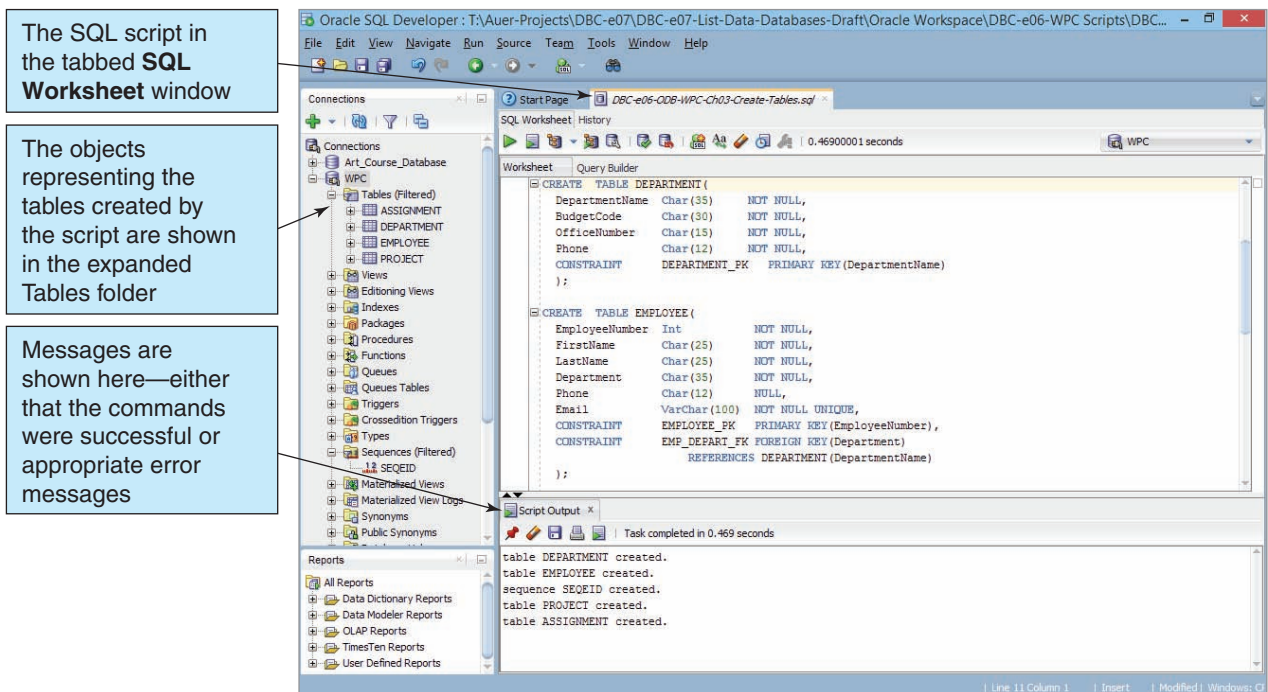 The SQL script in
the tabbed SQL
Worksheet window
The objects
representing the
tables created by
the script are shown
in the expanded
Tables folder
Messages are
shown here—either
that the commands
were successful or
appropriate error
messages
Oracle SQL Developer : T:\Auer-Projects\DBC-e07\DBC-e07-List-Data-Databases-Draft\Oracle Workspace\DBC-e06-WPC Scripts\DBC...
File Edit View Navigate Run Source Team Tools Window Help
Connections
Connections
Art_Course_Database
WPC
Tables (Filtered)
ASSIGNMENT
DEPARTMENT
EMPLOYEE
PROJECT
Views
Editioning Views
Indexes
Packages
Procedures
Functions
Queues
Queues Tables
Triggers
Crossedition Triggers
Types
Sequences (Filtered)
SEQEID
Materialized Views
Materialized View Logs
Synonyms
Public Synonyms
Reports
All Reports
Data Dictionary Reports
Data Modeler Reports
OLAP Reports
TimesTen Reports
User Defined Reports
Start Page DBC-e06-ODB-WPC-Ch03-Create-Tables.sql
SQL Worksheet History
0.46900001 seconds WPC
Worksheet Query Builder
CREATE TABLE DEPARTMENT(
DepartmentName Char(35) NOT NULL,
BudgetCode Char(30) NOT NULL,
OfficeNumber Char(15) NOT NULL,
Phone Char(12) NOT NULL,
CONSTRAINT DEPARTMENT_PK PRIMARY KEY(DepartmentName)
);
CREATE TABLE EMPLOYEE(
EmployeeNumber Int NOT NULL,
FirstName Char(25) NOT NULL,
LastName Char(25) NOT NULL,
Department Char(35) NOT NULL,
Phone Char(12) NULL,
Email VarChar(100) NOT NULL UNIQUE,
CONSTRAINT EMPLOYEE_PK PRIMARY KEY(EmployeeNumber),
CONSTRAINT EMP_DEPART_FK FOREIGN KEY(Department)
REFERENCES DEPARTMENT(DepartmentName)
);
Script Output
Task completed in 0.469 seconds
table DEPARTMENT created.
table EMPLOYEE created.
sequence SEQEID created.
table PROJECT created.
table ASSIGNMENT created.
Line 11 Column 1 | Insert | Modified | Windows: C